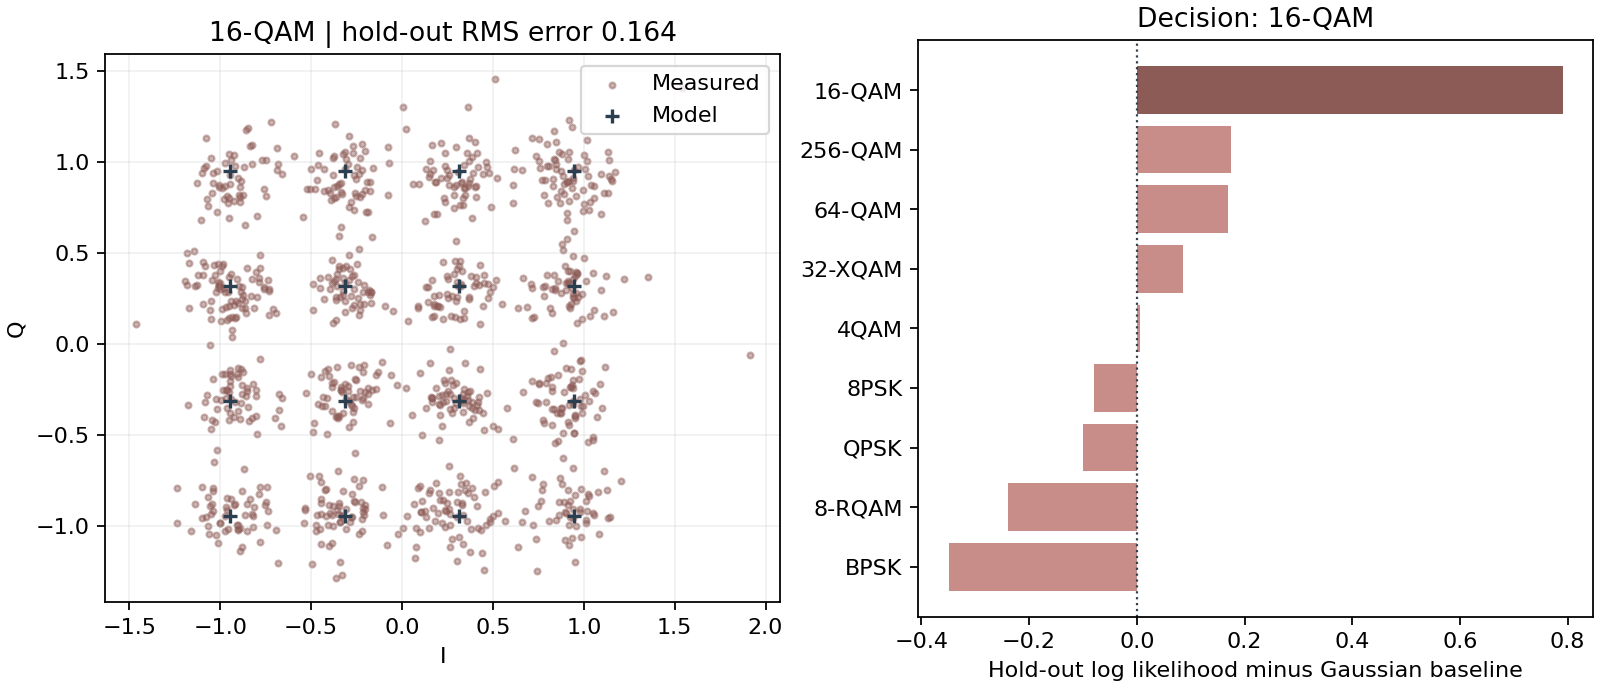 16-QAM | hold-out RMS error 0.164
Measured
Model
1.5
1.0
0.5
0.0
−0.5
−1.0
Q
−1.5
−1.0
−0.5
0.0
0.5
1.0
1.5
2.0
I
Decision: 16-QAM
16-QAM
256-QAM
64-QAM
32-XQAM
4QAM
8PSK
QPSK
8-RQAM
BPSK
−0.4
−0.2
0.0
0.2
0.4
0.6
0.8
Hold-out log likelihood minus Gaussian baseline